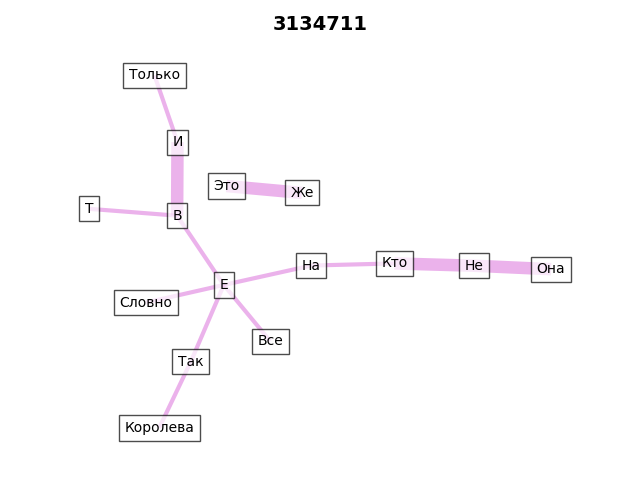 3134711
Только
И
Это
Же
Т
В
На
Кто
Не
Она
Е
Словно
Все
Так
Королева